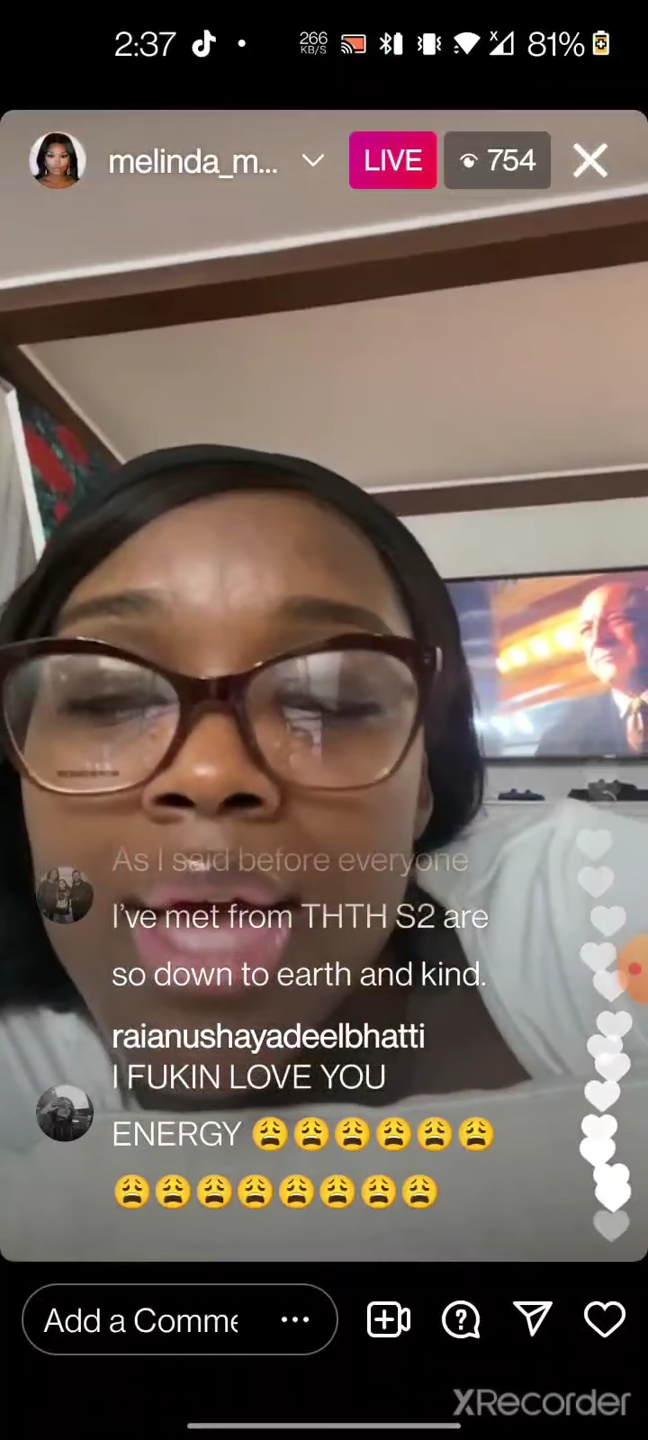 2:37
266
KB/S
X
81%
melinda_m...
LIVE
754
As I said before everyone
I've met from THTH S2 are
so down to earth and kind.
raianushayadeelbhatti
I FUKIN LOVE YOU
ENERGY 😩😩😩😩😩😩
😩😩😩😩😩😩😩😩
Add a Comme
XRecorder